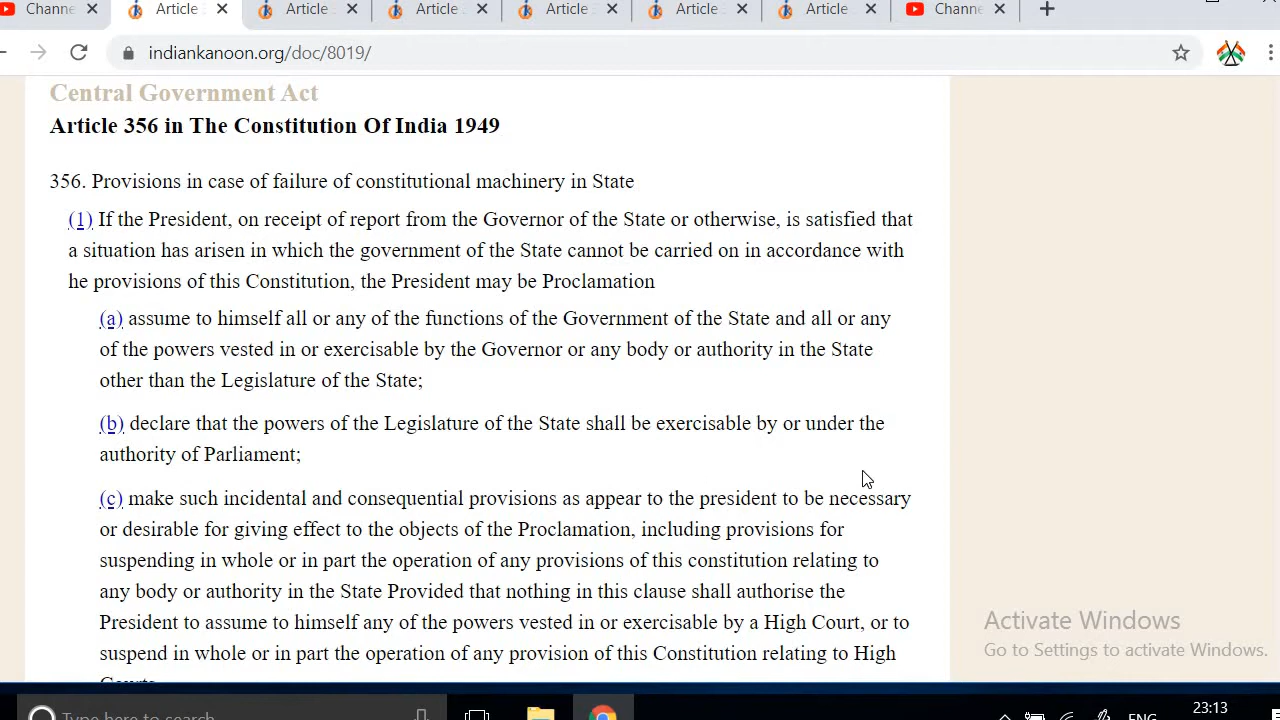 Channe
Article
Article
Article
Article
Article
Article
Channe
indiankanoon.org/doc/8019/
Central Government Act
Article 356 in The Constitution Of India 1949
356. Provisions in case of failure of constitutional machinery in State
(1) If the President, on receipt of report from the Governor of the State or otherwise, is satisfied that
a situation has arisen in which the government of the State cannot be carried on in accordance with
he provisions of this Constitution, the President may be Proclamation
(a) assume to himself all or any of the functions of the Government of the State and all or any
of the powers vested in or exercisable by the Governor or any body or authority in the State
other than the Legislature of the State;
(b) declare that the powers of the Legislature of the State shall be exercisable by or under the
authority of Parliament;
(c) make such incidental and consequential provisions as appear to the president to be necessary
or desirable for giving effect to the objects of the Proclamation, including provisions for
suspending in whole or in part the operation of any provisions of this constitution relating to
any body or authority in the State Provided that nothing in this clause shall authorise the
President to assume to himself any of the powers vested in or exercisable by a High Court, or to
suspend in whole or in part the operation of any provision of this Constitution relating to High
Activate Windows
Go to Settings to activate Windows.
Type here to search
ENG
23:13